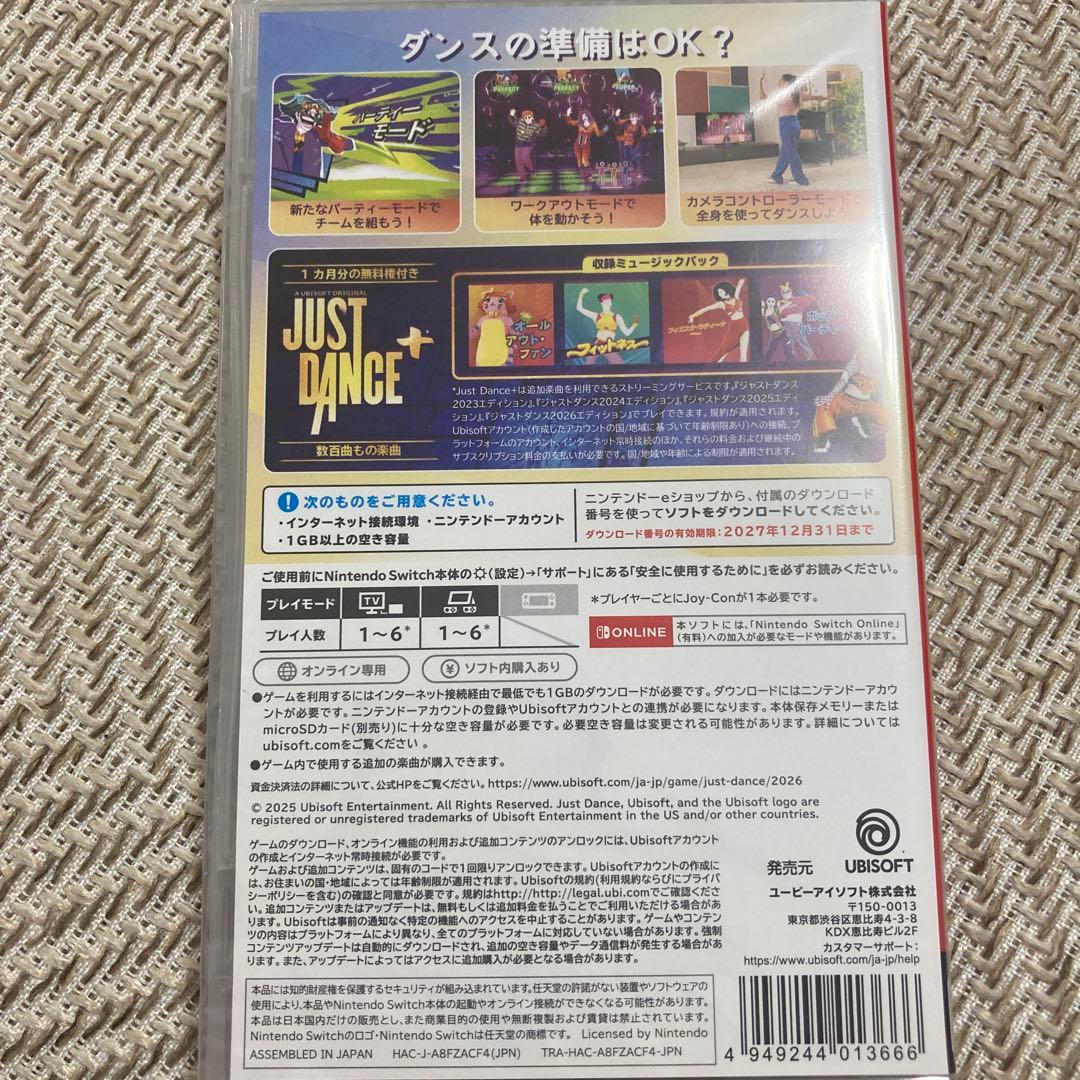 ダンスの準備はOK？
パーティー
モード
PERFECT
PERFECT
SUPER
新たなパーティーモードで
チームを組もう！
ワークアウトモードで
体を動かそう！
カメラコントローラーモードで
全身を使ってダンスしよう
1カ月分の無料権付き
A UBISOFT ORIGINAL
JUST
DANCE+
数百曲もの楽曲
収録ミュージックパック
オール
アウト・
ファン
～フィットネス～
フィエスタ・ラティーナ
ポップ
パーティ
*Just Dance+は追加楽曲を利用できるストリーミングサービスです。『ジャストダンス
2023エディション』、『ジャストダンス2024エディション』、『ジャストダンス2025エディ
ション』、『ジャストダンス2026エディション』でプレイできます。規約が適用されます。
Ubisoftアカウント(作成したアカウントの国/地域に基づいて年齢制限あり)への接続、プ
ラットフォームのアカウント、インターネット常時接続のほか、それらの料金および継続中の
サブスクリプション料金の支払いが必要です。国/地域や年齢による制限が適用されます。
! 次のものをご用意ください。
・インターネット接続環境 ・ニンテンドーアカウント
・1GB以上の空き容量
ニンテンドーeショップから、付属のダウンロード
番号を使ってソフトをダウンロードしてください。
ダウンロード番号の有効期限：2027年12月31日まで
ご使用前にNintendo Switch本体の(設定)→「サポート」にある「安全に使用するために」を必ずお読みください。
プレイモード
TV
プレイ人数
1～6*
1～6*
＊プレイヤーごとにJoy-Conが1本必要です。
ONLINE
本ソフトには、「Nintendo Switch Online」
(有料)への加入が必要なモードや機能があります。
オンライン専用
¥ ソフト内購入あり
●ゲームを利用するにはインターネット接続経由で最低でも1GBのダウンロードが必要です。ダウンロードにはニンテンドーアカウ
ントが必要です。ニンテンドーアカウントの登録やUbisoftアカウントとの連携が必要になります。本体保存メモリーまたは
microSDカード(別売り)に十分な空き容量が必要です。必要空き容量は変更される可能性があります。詳細については
ubisoft.comをご覧ください 。
●ゲーム内で使用する追加の楽曲が購入できます。
資金決済法の詳細について、公式HPをご覧ください。https://www.ubisoft.com/ja-jp/game/just-dance/2026
© 2025 Ubisoft Entertainment. All Rights Reserved. Just Dance, Ubisoft, and the Ubisoft logo are
registered or unregistered trademarks of Ubisoft Entertainment in the US and/or other countries.
ゲームのダウンロード、オンライン機能の利用および追加コンテンツのアンロックには、Ubisoftアカウント
の作成とインターネット常時接続が必要です。
ゲームおよび追加コンテンツは、固有のコードで1回限りアンロックできます。Ubisoftアカウントの作成に
は、お住まいの国・地域によっては年齢制限が適用されます。Ubisoftの規約(利用規約ならびにプライバ
シーポリシーを含む)の確認と同意が必要です。規約はhttp://http://legal.ubi.comでご確認くださ
い。追加コンテンツまたはアップデートは、無料もしくは追加料金を払うことでご利用いただける場合があり
ます。Ubisoftは事前の通知なく特定の機能へのアクセスを中止することがあります。ゲームやコンテン
ツの内容はプラットフォームにより異なり、全てのプラットフォームに対応していない場合があります。強制
コンテンツアップデートは自動的にダウンロードされ、追加の空き容量やデータ通信料が発生する場合があ
ります。また、アップデートによってはアクセスに追加購入が必要となる場合があります。
発売元
UBISOFT
ユービーアイソフト株式会社
〒150-0013
東京都渋谷区恵比寿4-3-8
KDX恵比寿ビル2F
カスタマーサポート：
https://www.ubisoft.com/ja-jp/help
本品には知的財産権を保護するセキュリティが組み込まれています。任天堂の許諾がない装置やソフトウェアの
使用により、本品やNintendo Switch本体の起動やオンライン接続ができなくなる可能性があります。
本品は日本国内だけの販売とし、また商業目的の使用や無断複製および賃貸は禁止されています。
Nintendo Switchのロゴ・Nintendo Switchは任天堂の商標です。 Licensed by Nintendo
ASSEMBLED IN JAPAN HAC-J-A8FZACF4(JPN) TRA-HAC-A8FZACF4-JPN
4 949244 013666